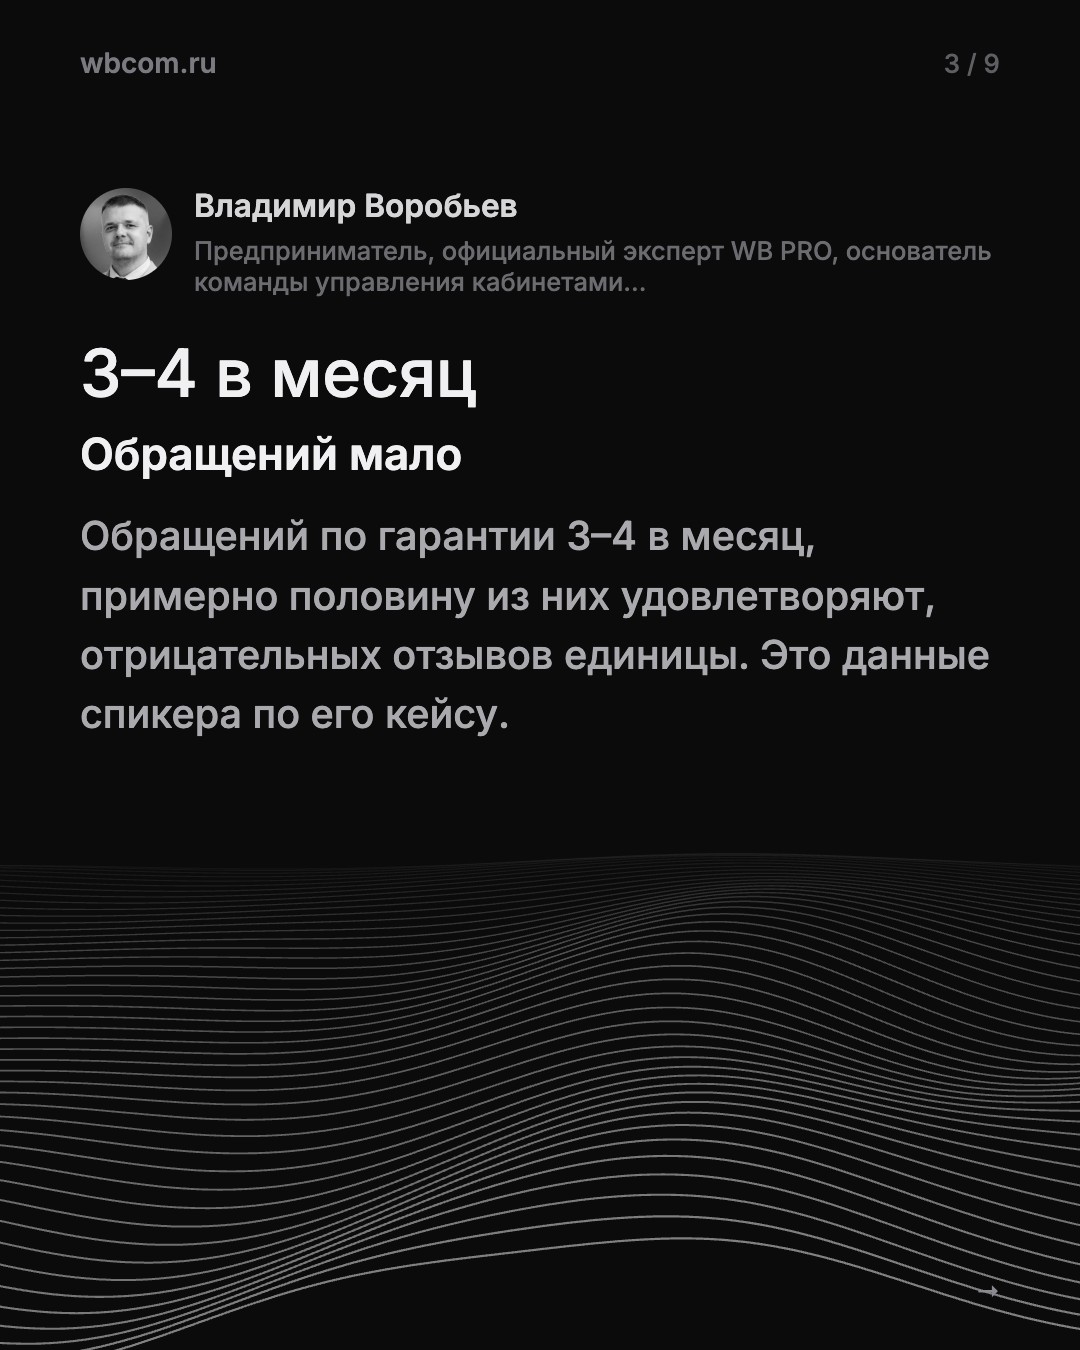 wbcom.ru
3 / 9
Владимир Воробьев
Предприниматель, официальный эксперт WB PRO, основатель
команды управления кабинетами...
3–4 в месяц
Обращений мало
Обращений по гарантии 3–4 в месяц,
примерно половину из них удовлетворяют,
отрицательных отзывов единицы. Это данные
спикера по его кейсу.